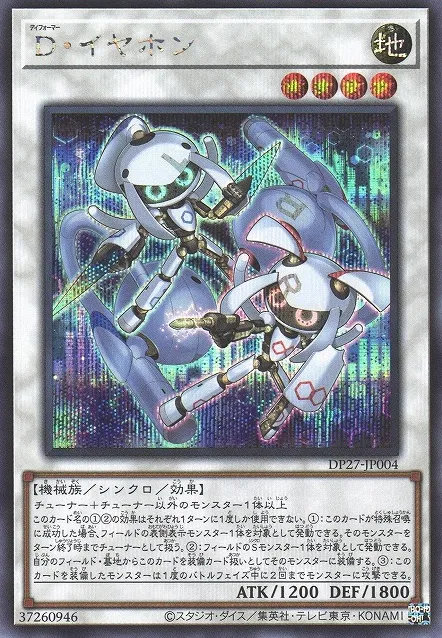 ディフォーマー
D・イヤホン
地
DP27-JP004
【機械族／シンクロ／効果】
チューナー＋チューナー以外のモンスター１体以上
このカード名の①②の効果はそれぞれ１ターンに１度しか使用できない。①：このカードが特殊召喚
に成功した場合、フィールドの表側表示モンスター１体を対象として発動できる。そのモンスターを
ターン終了時までチューナーとして扱う。②：フィールドのＳモンスター１体を対象として発動できる。
自分のフィールド・墓地からこのカードを装備カード扱いとしてそのモンスターに装備する。③：この
カードを装備したモンスターは１度のバトルフェイズ中に２回までモンスターに攻撃できる。
ATK/1200 DEF/1800
37260946
©スタジオ・ダイス／集英社・テレビ東京・KONAMI